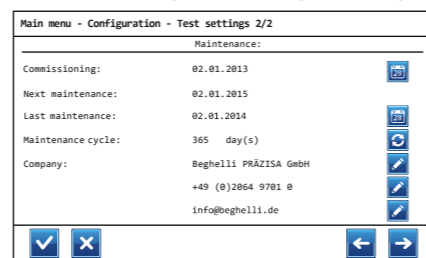 Main menu - Configuration - Test settings 2/2
Maintenance:
Commissioning: 02.01.2013 28
Next maintenance: 02.01.2015
Last maintenance: 02.01.2014 28
Maintenance cycle: 365 day(s)
Company: Beghelli PRÄZISA GmbH
+49 (0)2064 9701 0
info@beghelli.de